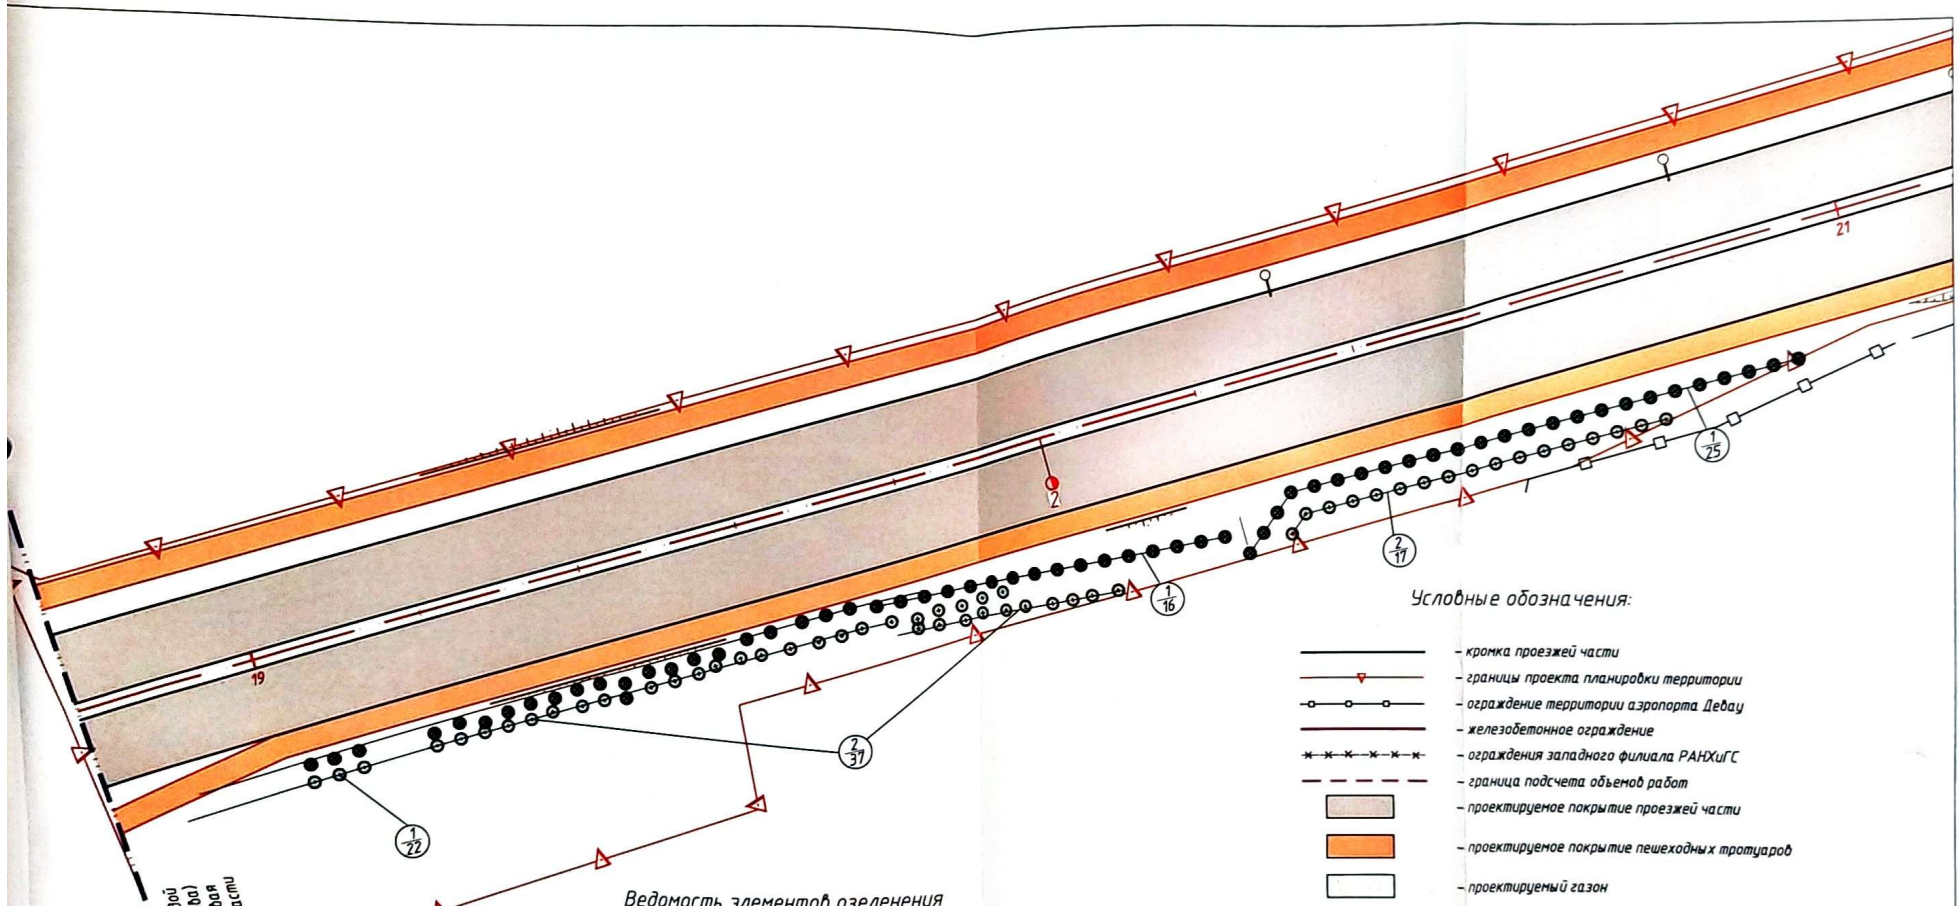 21
1
25
2
2
17
1
16
19
2
37
1
22
Условные обозначения:
- кромка проезжей части
- границы проекта планировки территории
- ограждение территории аэропорта Девау
- железобетонное ограждение
- ограждения западного филиала РАНХиГС
- граница подсчета объемов работ
- проектируемое покрытие проезжей части
- проектируемое покрытие пешеходных тротуаров
- проектируемый газон
Ведомость элементов озеленения